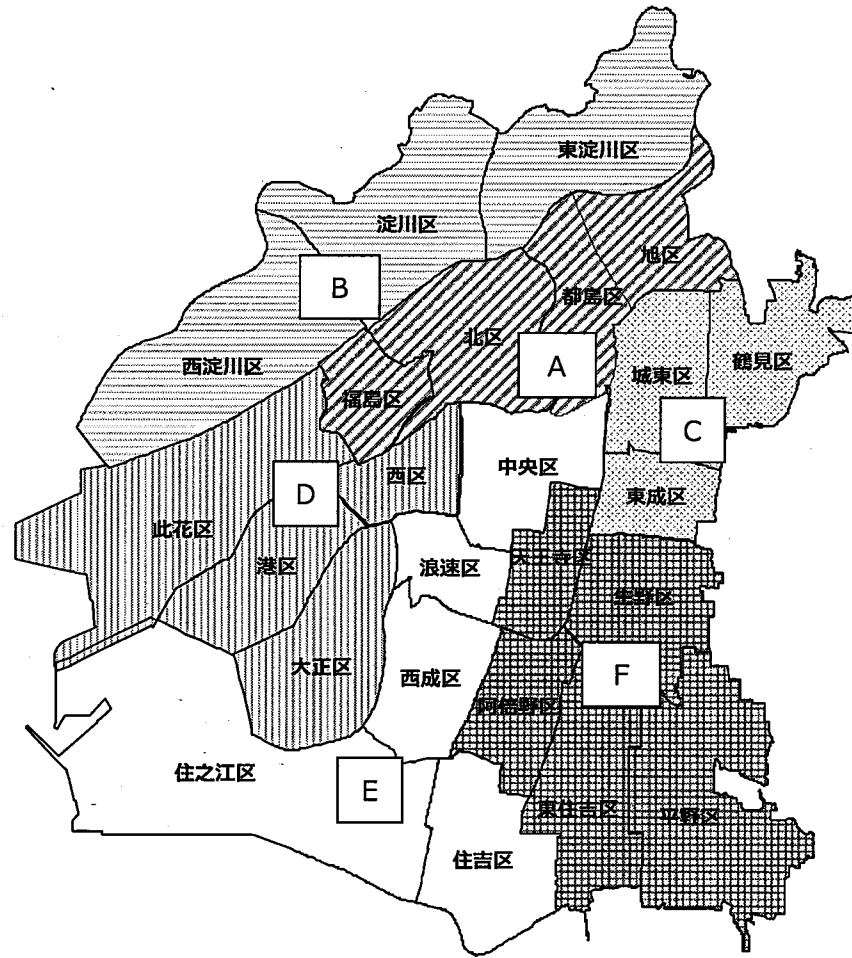 東淀川区
淀川区
旭区
B
都島区
北区
A
西淀川区
城東区
鶴見区
福島区
C
中央区
西区
D
東成区
此花区
天王寺区
港区
浪速区
生野区
大正区
西成区
F
阿倍野区
住之江区
E
東住吉区
平野区
住吉区